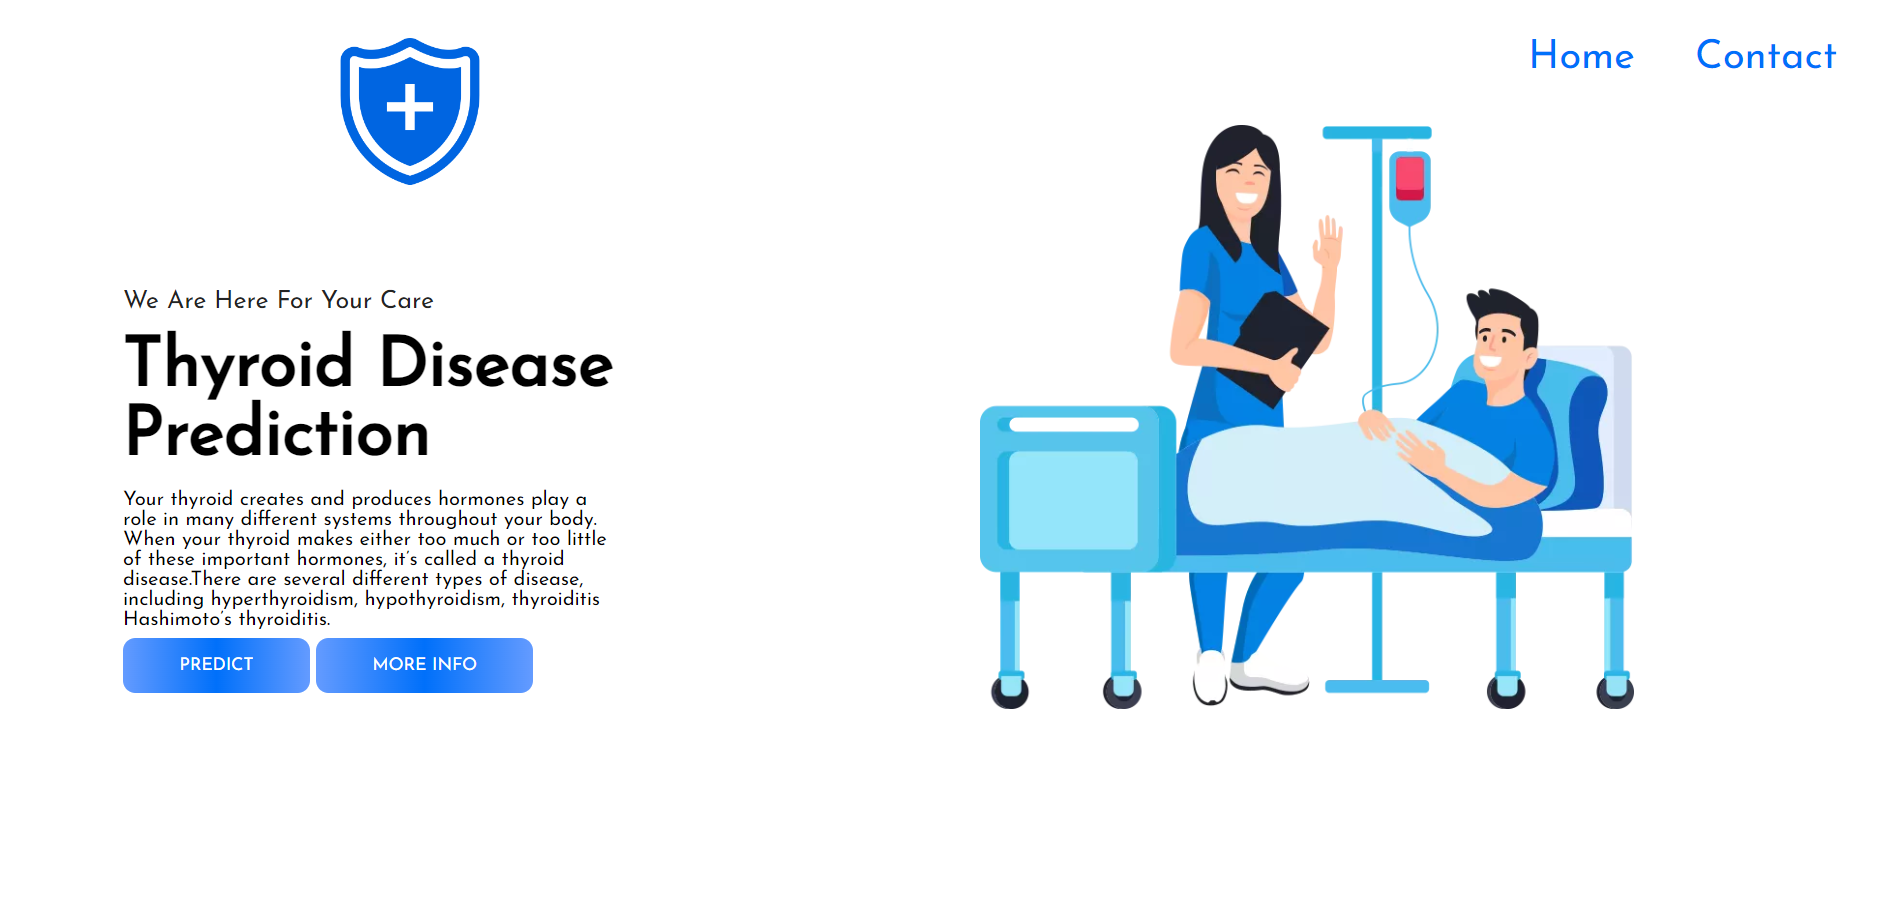 Home Contact
We Are Here For Your Care
Thyroid Disease
Prediction
Your thyroid creates and produces hormones play a
role in many different systems throughout your body.
When your thyroid makes either too much or too little
of these important hormones, it's called a thyroid
disease.There are several different types of disease,
including hyperthyroidism, hypothyroidism, thyroiditis
Hashimoto's thyroiditis.
PREDICT MORE INFO